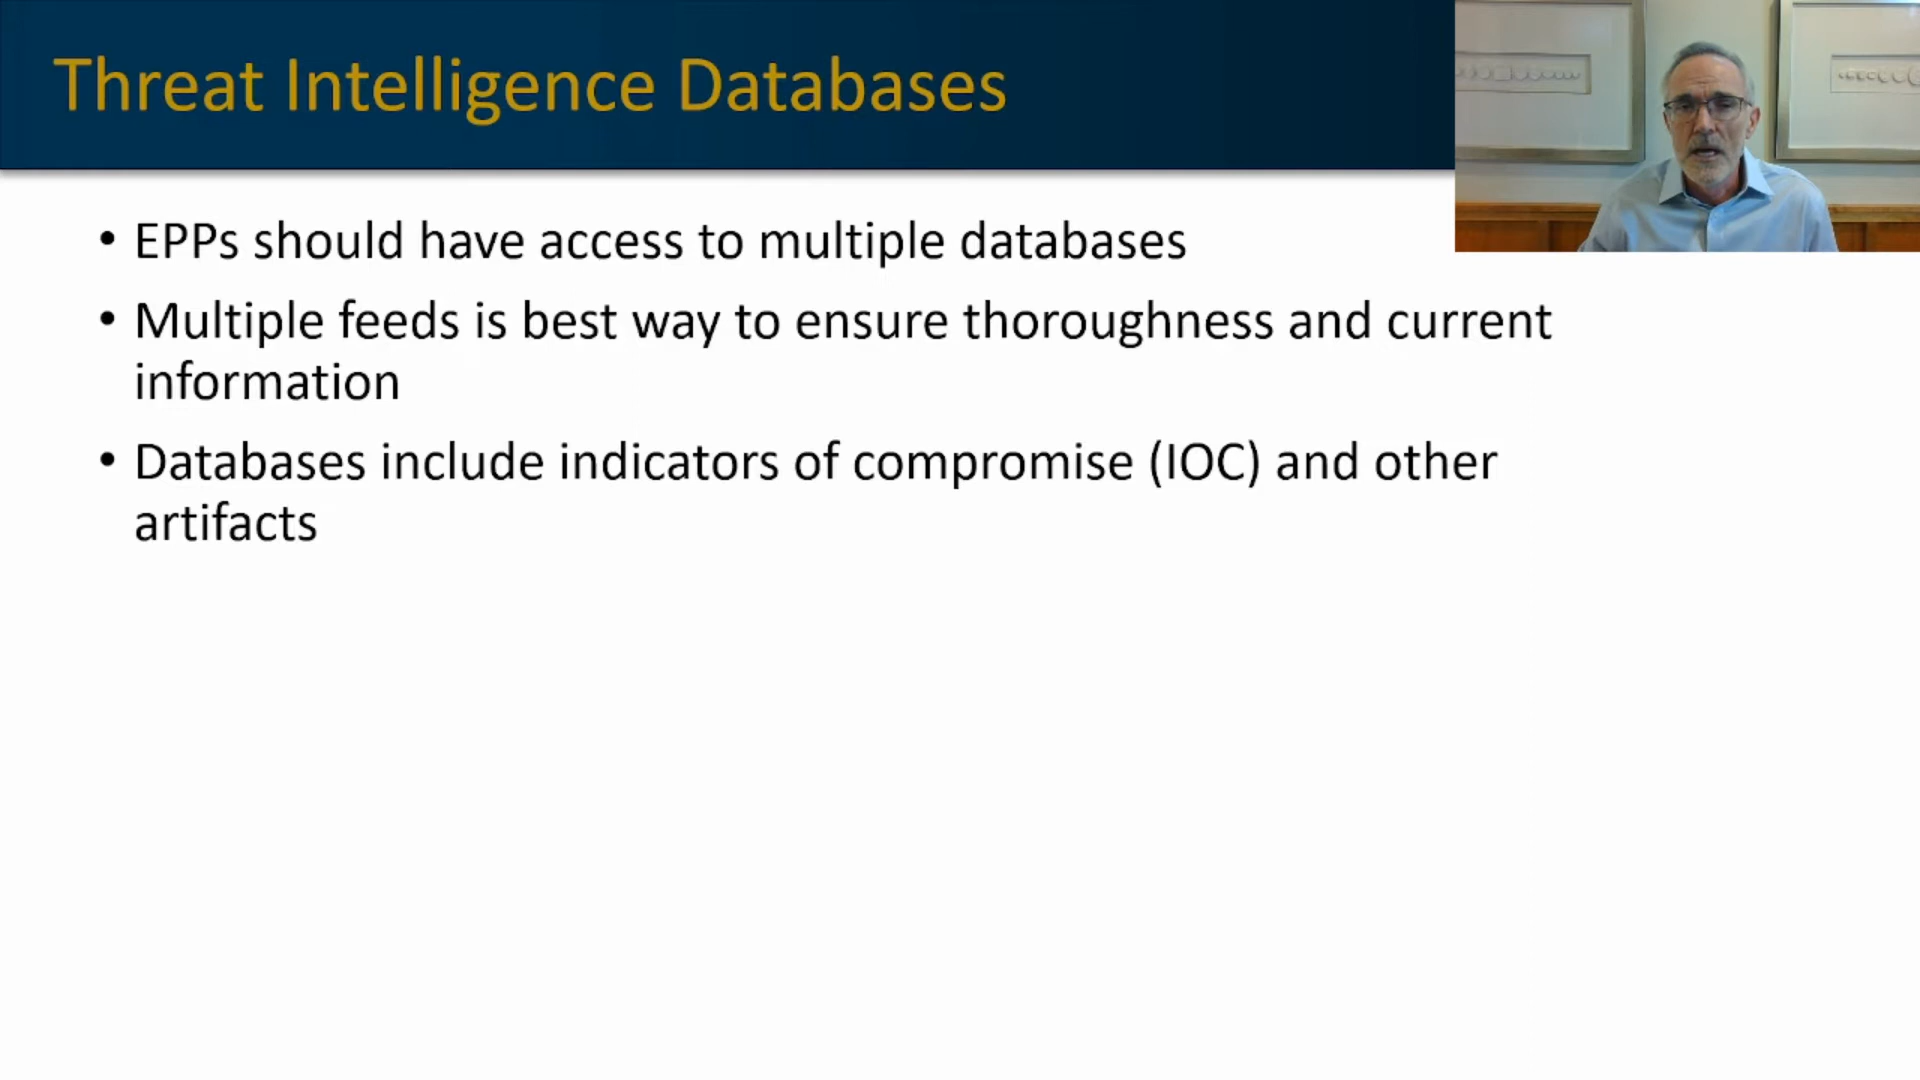 Threat Intelligence Databases
• EPPs should have access to multiple databases
• Multiple feeds is best way to ensure thoroughness and current
information
• Databases include indicators of compromise (IOC) and other
artifacts